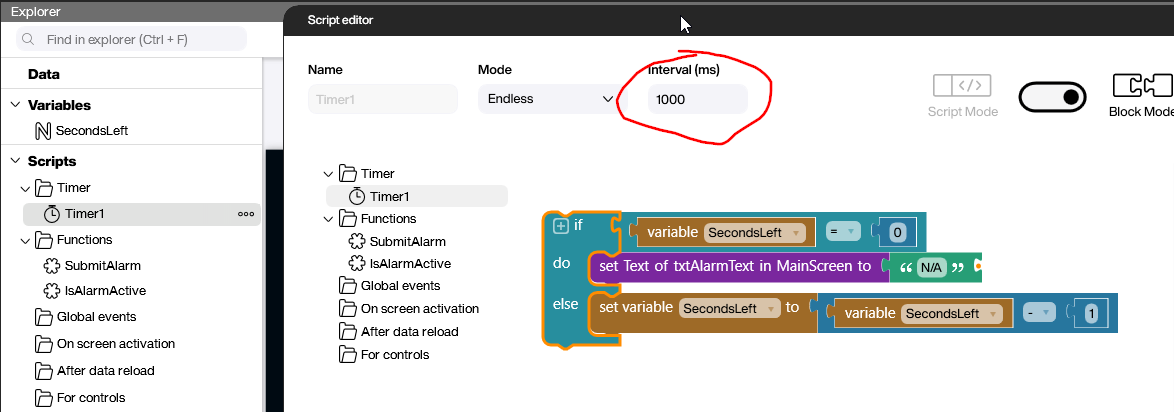 Explorer
Find in explorer (Ctrl + F)
Data
Variables
SecondsLeft
Scripts
Timer
Timer1
Functions
SubmitAlarm
IsAlarmActive
Global events
On screen activation
After data reload
For controls
Script editor
Name
Timer1
Mode
Endless
Interval (ms)
1000
Script Mode
Block Mode
Timer
Timer1
Functions
SubmitAlarm
IsAlarmActive
Global events
On screen activation
After data reload
For controls
if variable SecondsLeft = 0
do set Text of txtAlarmText in MainScreen to “ N/A ”
else set variable SecondsLeft to variable SecondsLeft - 1